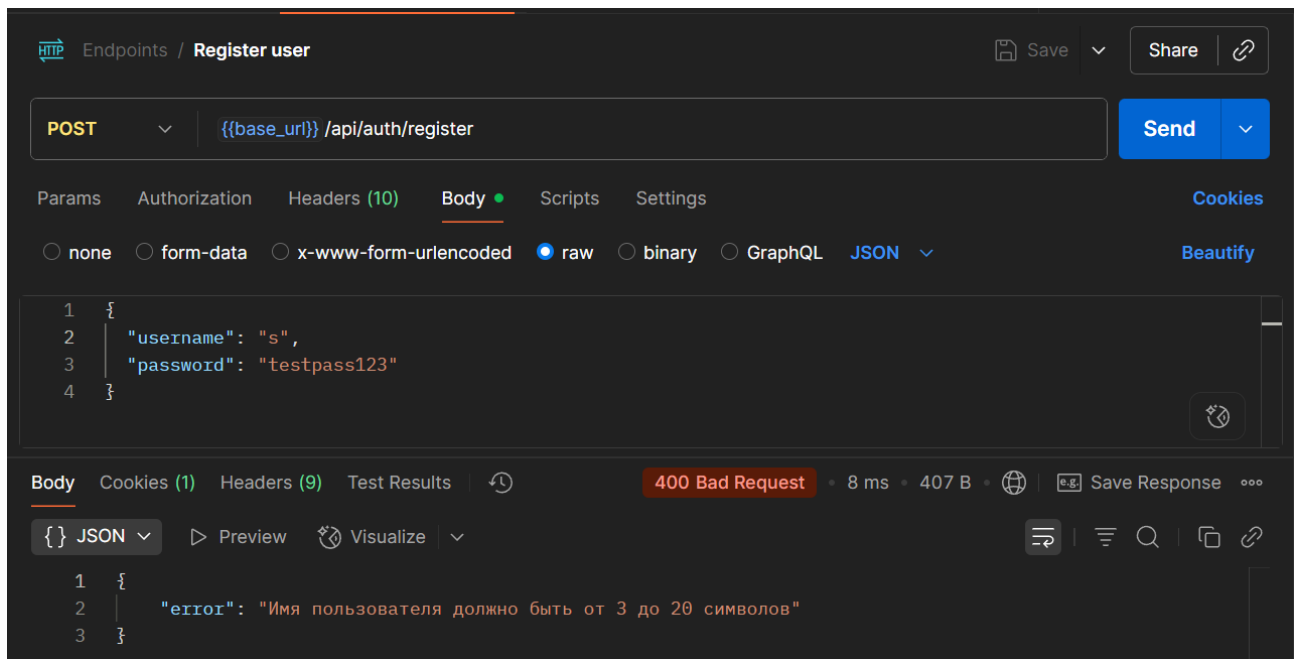 HTTP Endpoints / Register user Save Share
POST {{base_url}} /api/auth/register Send
Params Authorization Headers (10) Body Scripts Settings Cookies
none form-data x-www-form-urlencoded raw binary GraphQL JSON Beautify
1 {
2 "username": "s",
3 "password": "testpass123"
4 }
Body Cookies (1) Headers (9) Test Results 400 Bad Request • 8 ms • 407 B • e.g. Save Response
{} JSON Preview Visualize
1 {
2 "error": "Имя пользователя должно быть от 3 до 20 символов"
3 }